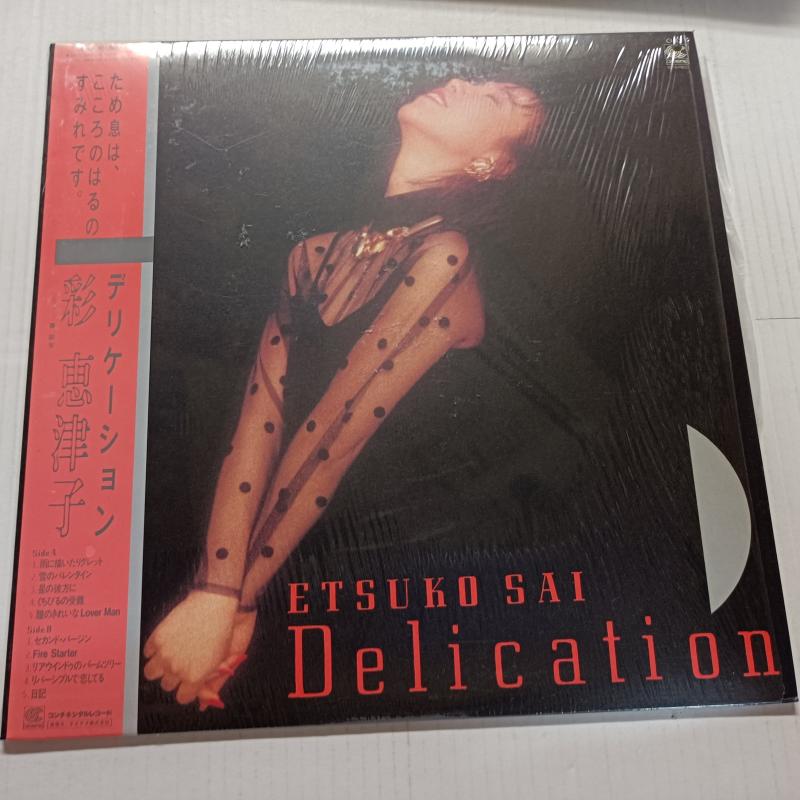 ため息は、
こころのはるの
すみれです。
デリケーション
彩 恵津子
Side A
1. 雨に描いたリグレット
2. 雪のバレンタイン
3. 星の彼方に
4. くちびるの受難
5. 瞳のきれいなLover Man
Side B
1. セカンド・バージン
2. Fire Starter
3. リアウインドゥのパームツリー
4. リバーシブルで恋してる
5. 日記
コンチネンタルレコード
ETSUKO SAI
Delication